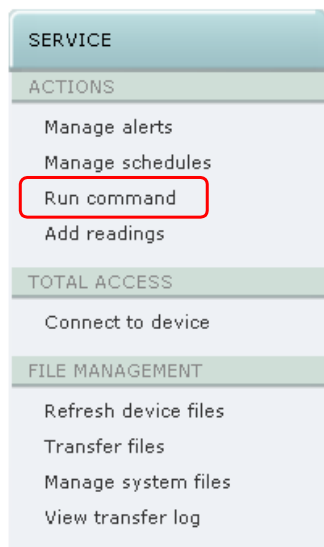 SERVICE
ACTIONS
Manage alerts
Manage schedules
Run command
Add readings
TOTAL ACCESS
Connect to device
FILE MANAGEMENT
Refresh device files
Transfer files
Manage system files
View transfer log